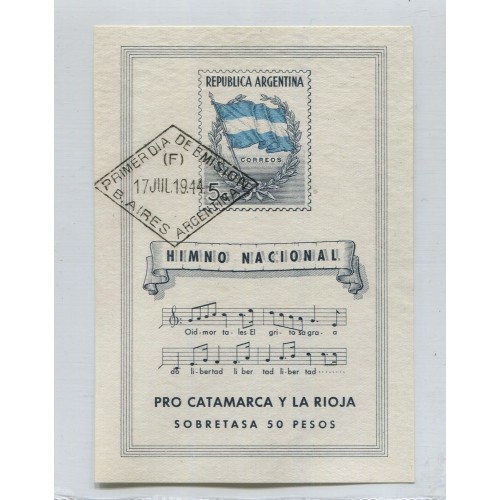 REPUBLICA ARGENTINA
CORREOS
5
PRIMER DIA DE EMISION
(F)
17 JUL 1944
B. AIRES ARGENTINA
HIMNO NACIONAL
Oid-mor ta-les El gri-to sa-gra-o
do li-bertad li ber tad li ber tad
PRO CATAMARCA Y LA RIOJA
SOBRETASA 50 PESOS